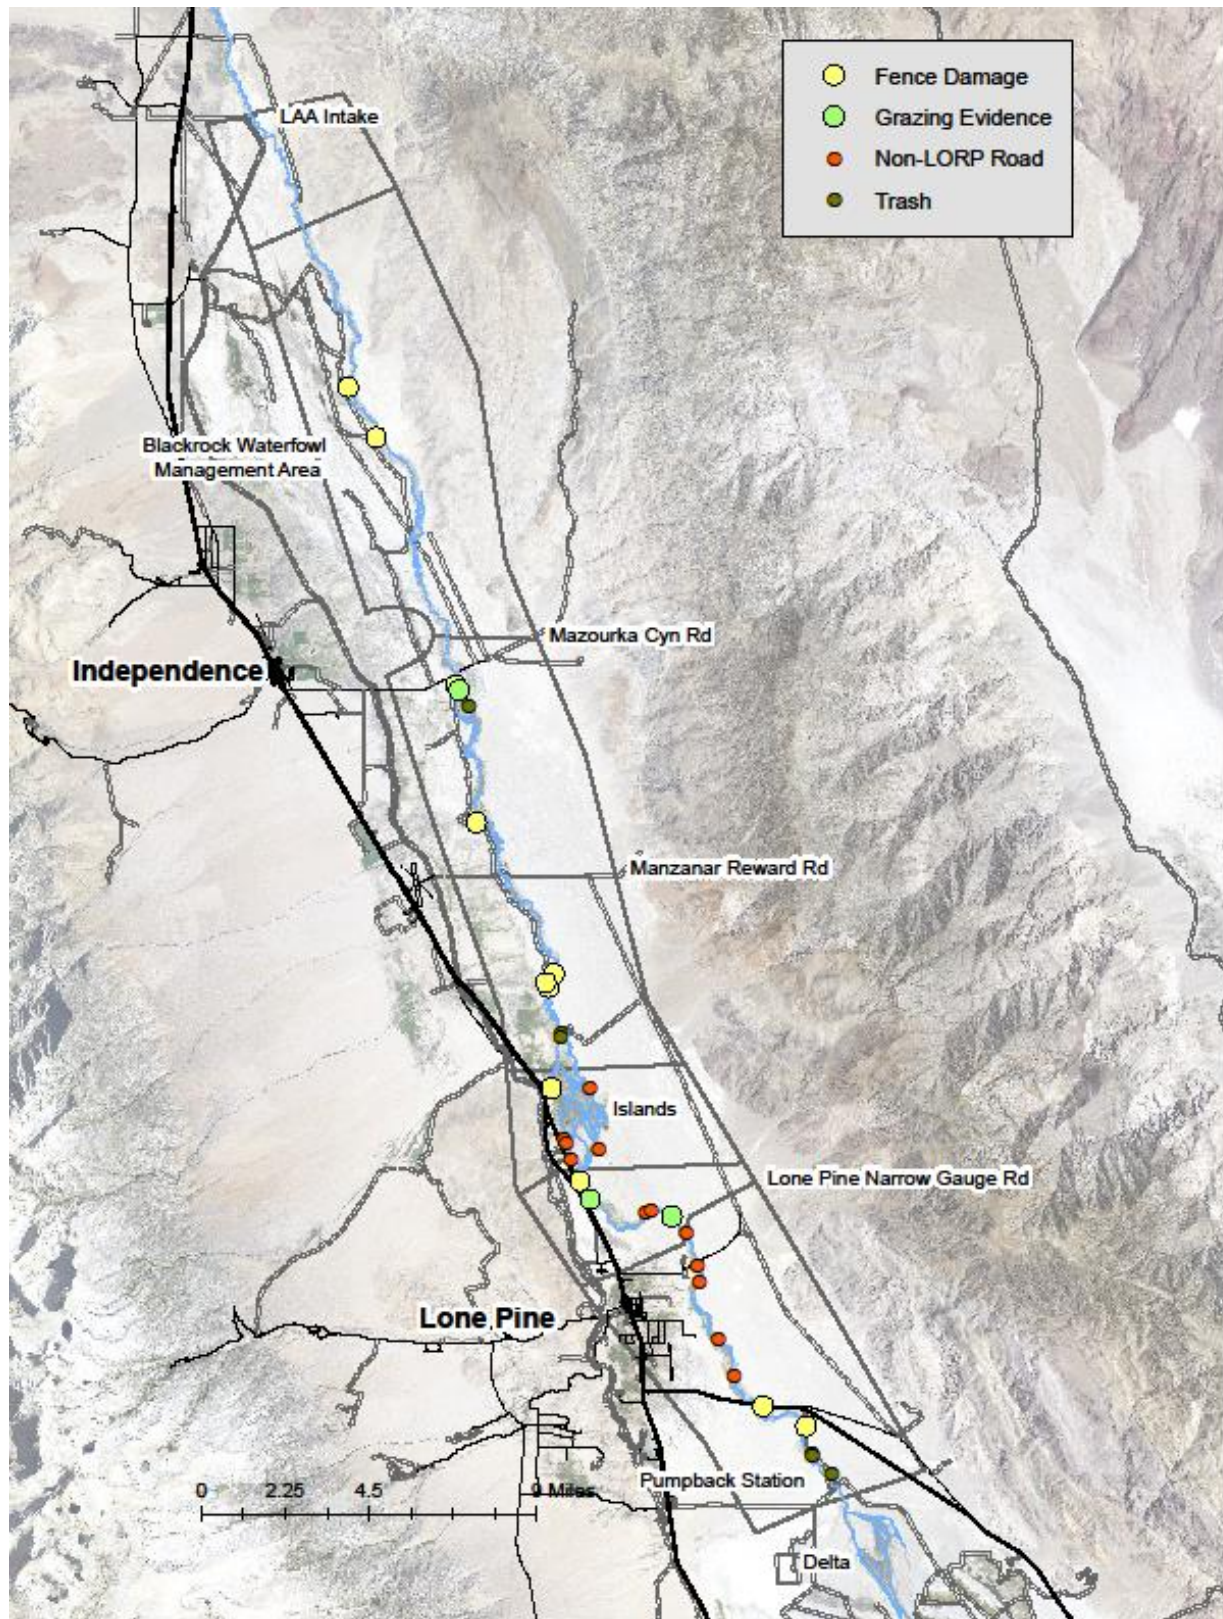 Fence Damage
Grazing Evidence
Non-LORP Road
Trash
LAA Intake
Blackrock Waterfowl
Management Area
Mazourka Cyn Rd
Independence
Manzanar Reward Rd
Islands
Lone Pine Narrow Gauge Rd
Lone Pine
Pumpback Station
0 2.25 4.5 9 Miles
Delta